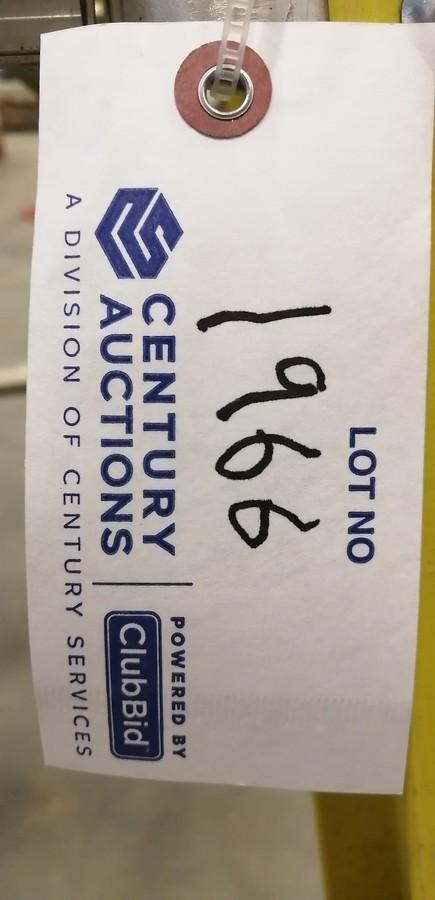 LOT NO
1966
CENTURY
AUCTIONS
A DIVISION OF CENTURY SERVICES
POWERED BY
ClubBid